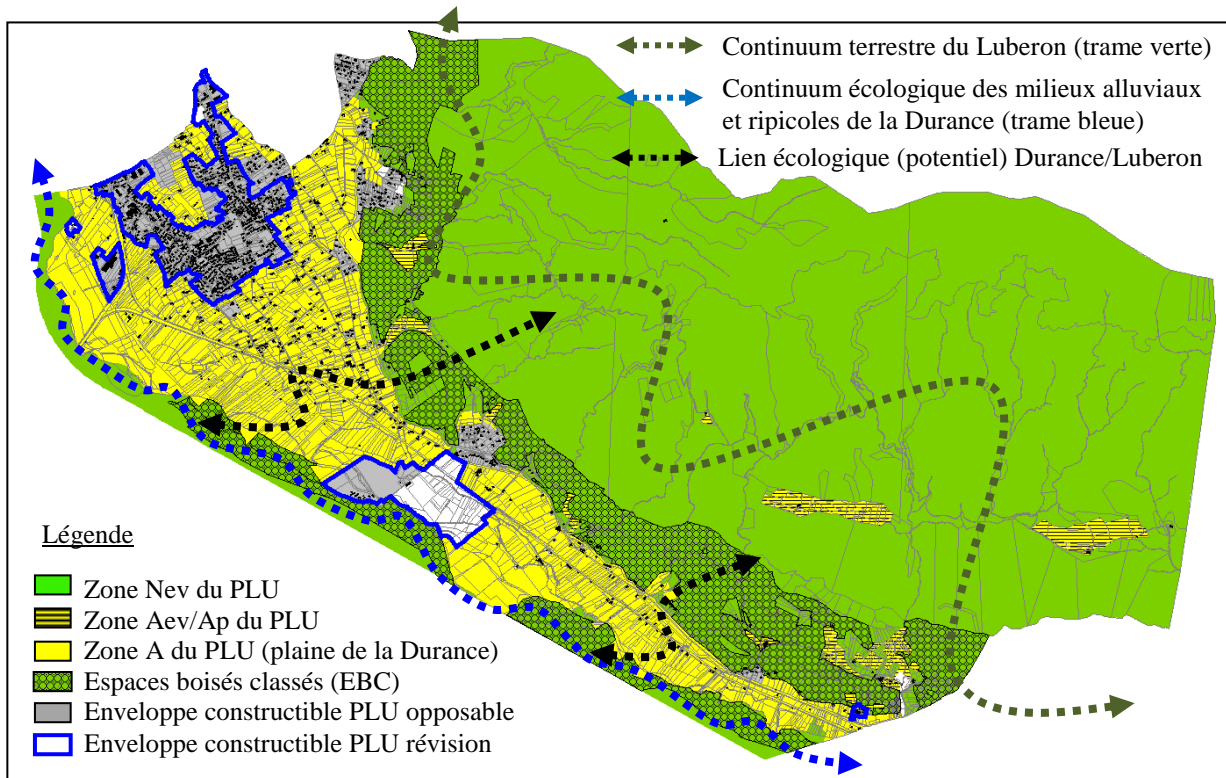 Continuum terrestre du Luberon (trame verte)
Continuum écologique des milieux alluviaux
et ripicoles de la Durance (trame bleue)
Lien écologique (potentiel) Durance/Luberon
Légende
Zone Nev du PLU
Zone Aev/Ap du PLU
Zone A du PLU (plaine de la Durance)
Espaces boisés classés (EBC)
Enveloppe constructible PLU opposable
Enveloppe constructible PLU révision